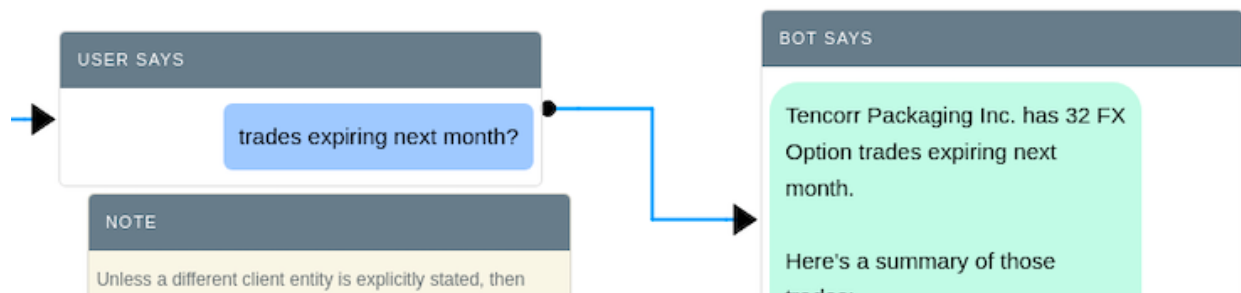 USER SAYS
trades expiring next month?
NOTE
Unless a different client entity is explicitly stated, then
BOT SAYS
Tencorr Packaging Inc. has 32 FX
Option trades expiring next
month.
Here's a summary of those